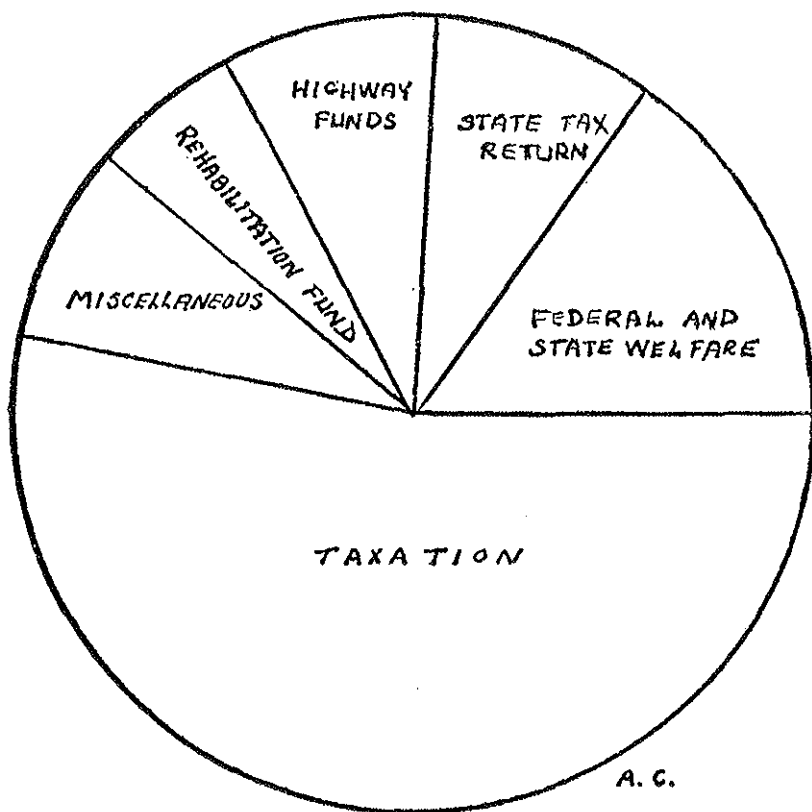 HIGHWAY
FUNDS
STATE TAX
RETURN
REHABILITATION FUND
MISCELLANEOUS
FEDERAL AND
STATE WELFARE
TAXATION
A. C.